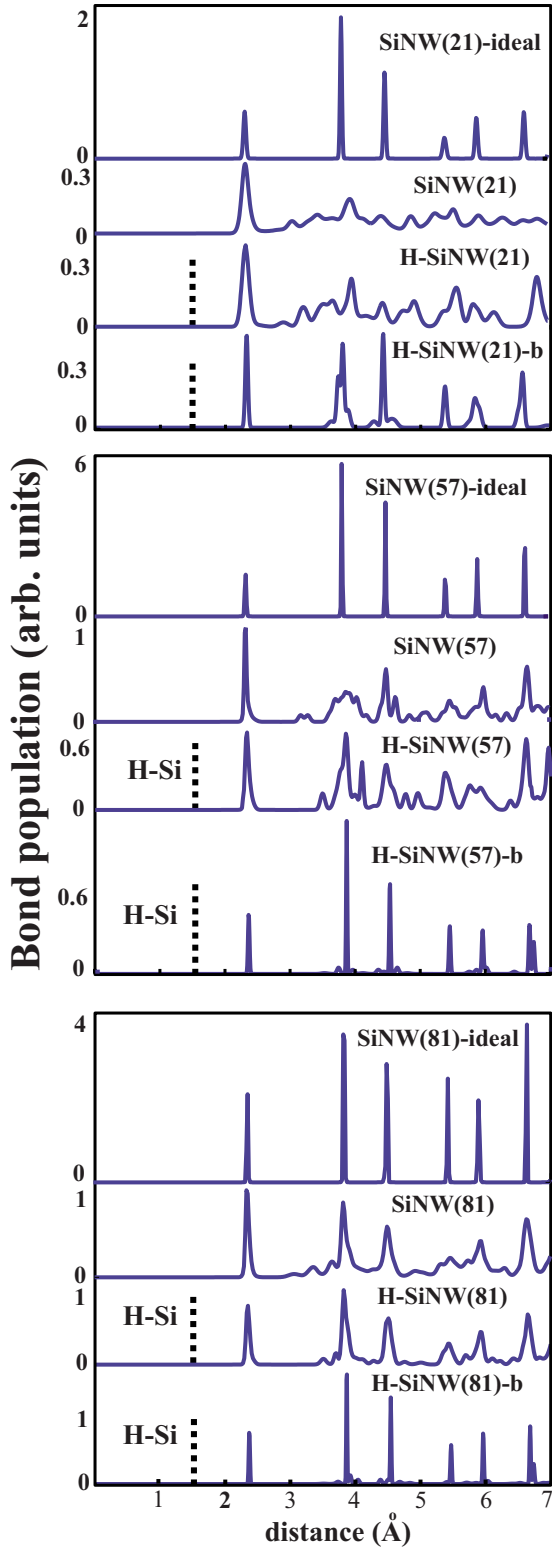 Bond population (arb. units)
2
SiNW(21)-ideal
0
0.3
SiNW(21)
0
0.3
H-SiNW(21)
0
0.3
H-SiNW(21)-b
0
6
SiNW(57)-ideal
0
1
SiNW(57)
0
0.6
H-SiNW(57)
H-Si
0
H-SiNW(57)-b
0.6
H-Si
0
4
SiNW(81)-ideal
0
1
SiNW(81)
0
1
H-SiNW(81)
H-Si
0
H-SiNW(81)-b
1
H-Si
0
1 2 3 4 5 6 7
distance (Å)